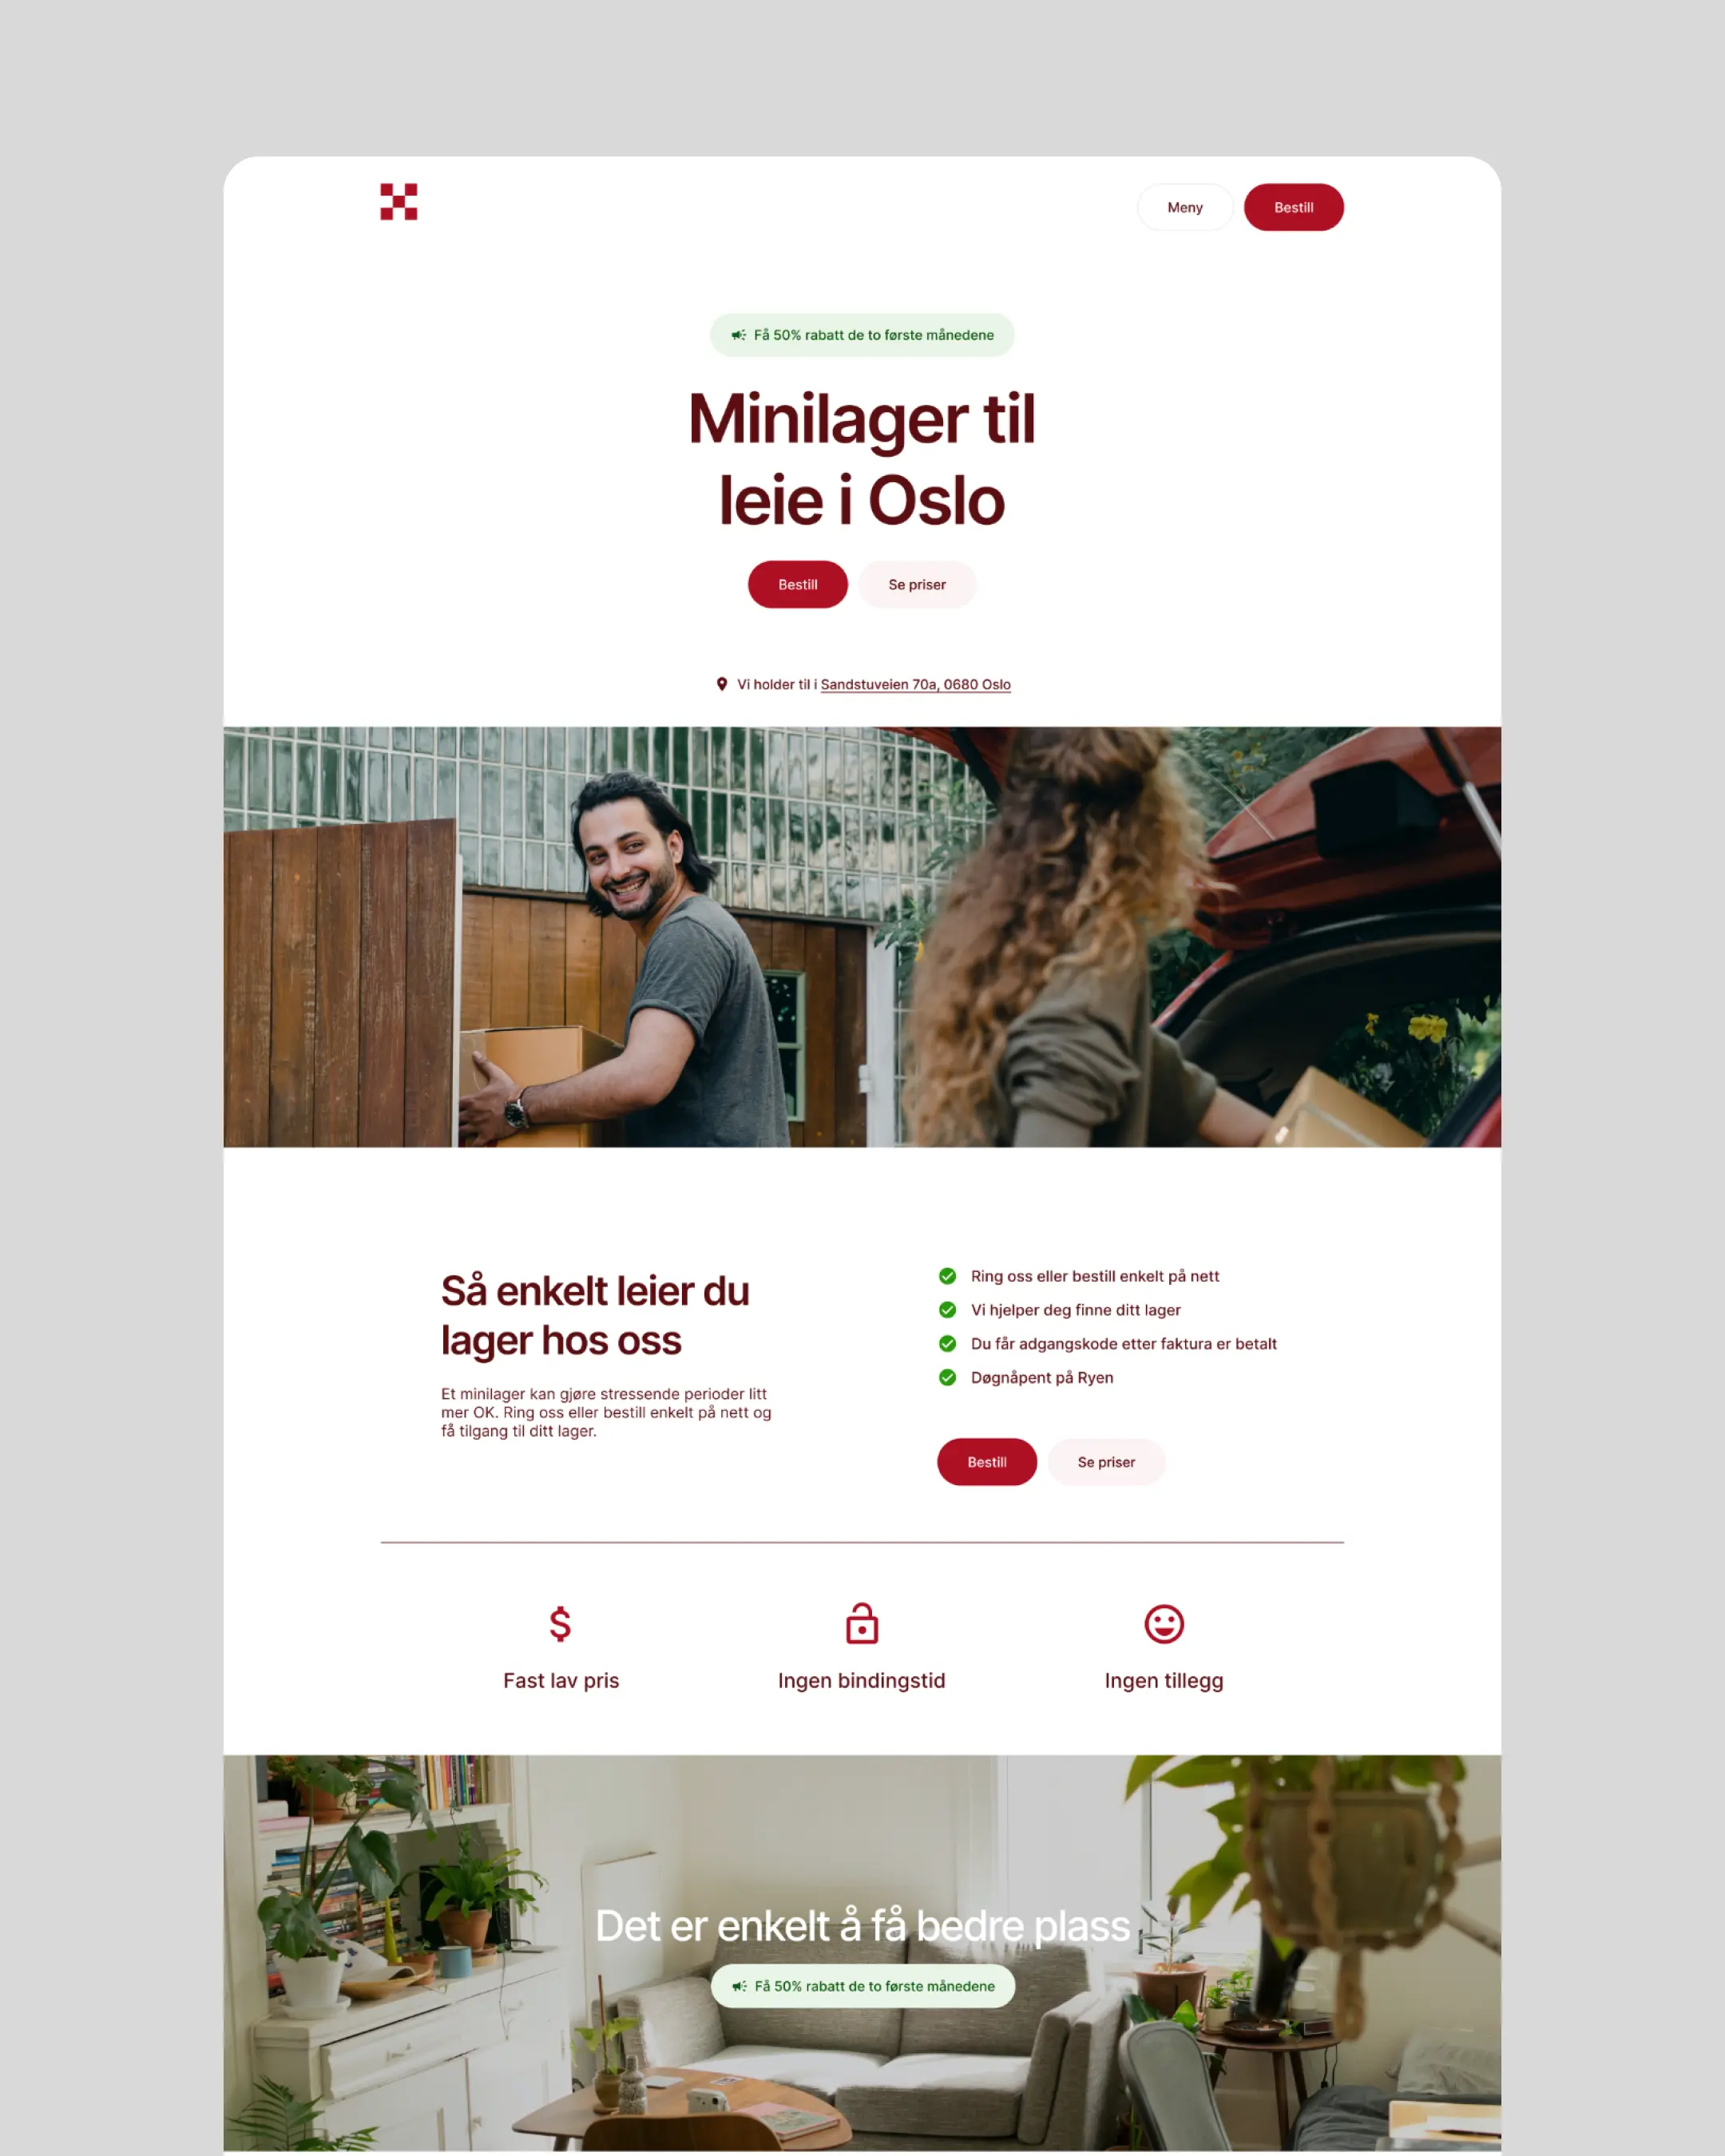 Meny
Bestill
Få 50% rabatt de to første månedene
Minilager til
leie i Oslo
Bestill
Se priser
Vi holder til i Sandstuveien 70a, 0680 Oslo
Så enkelt leier du
lager hos oss
Et minilager kan gjøre stressende perioder litt
mer OK. Ring oss eller bestill enkelt på nett og
få tilgang til ditt lager.
Ring oss eller bestill enkelt på nett
Vi hjelper deg finne ditt lager
Du får adgangskode etter faktura er betalt
Døgnåpent på Ryen
Bestill
Se priser
Fast lav pris
Ingen bindingstid
Ingen tillegg
Det er enkelt å få bedre plass
Få 50% rabatt de to første månedene